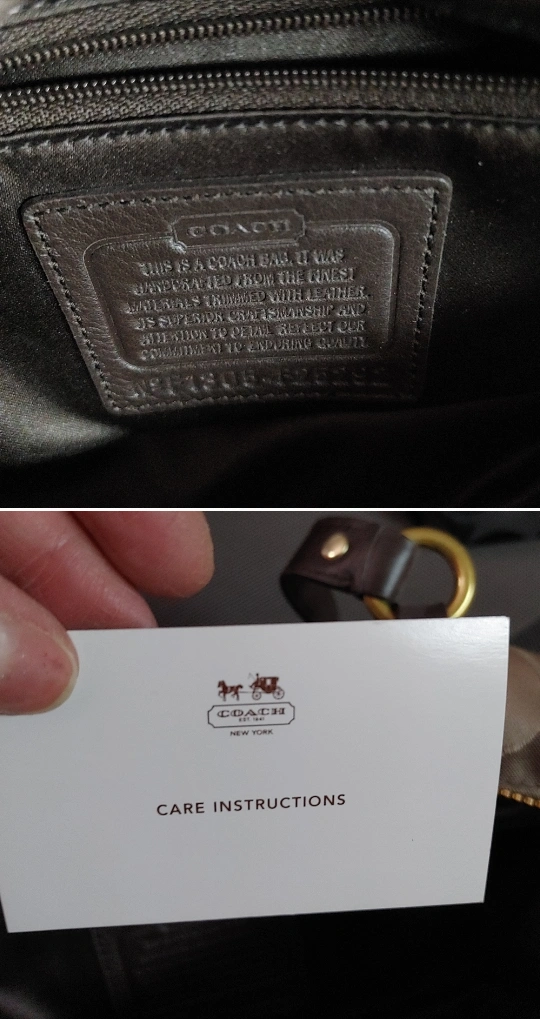 COACH
THIS IS A COACH BAG. IT WAS
HANDCRAFTED FROM THE FINEST
MATERIALS TRIMMED WITH LEATHER.
ITS SUPERIOR CRAFTSMANSHIP AND
ATTENTION TO DETAIL REFLECT OUR
COMMITMENT TO ENDURING QUALITY.
COACH
EST. 1941
NEW YORK
CARE INSTRUCTIONS